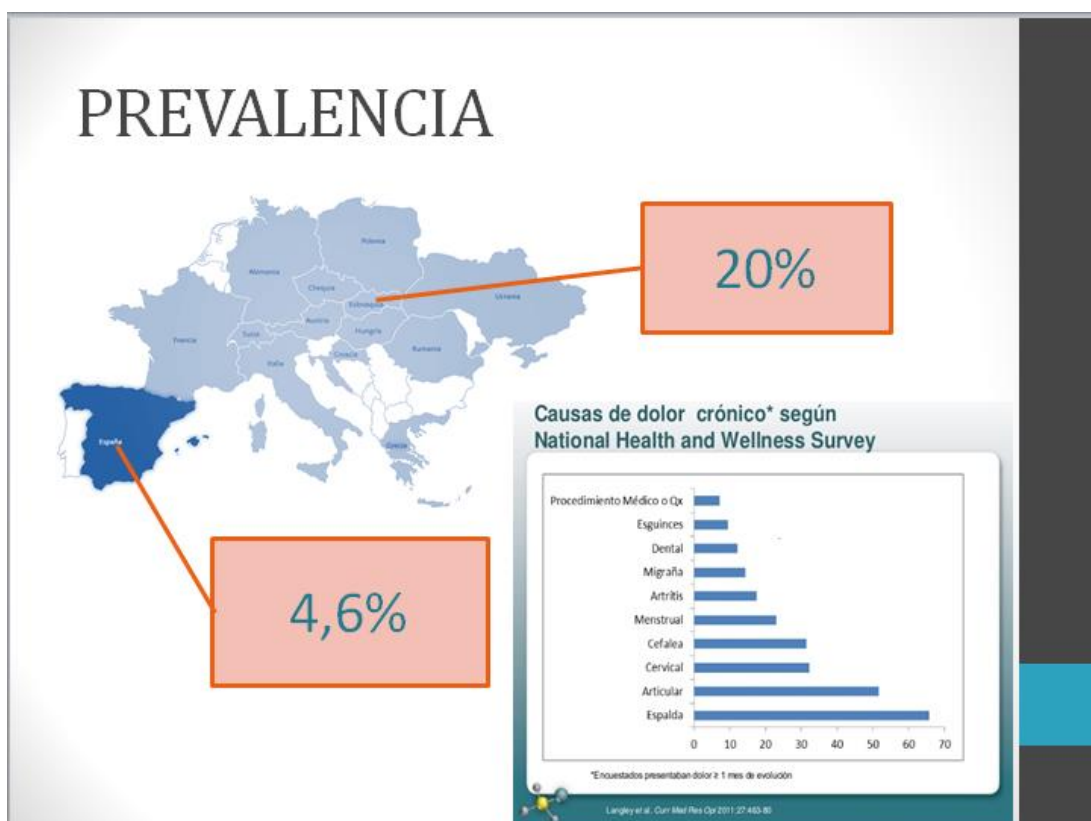 PREVALENCIA
20%
Polonia
Alemania
Chequia
Eslovaquia
Ucrania
Austria
Hungría
Suiza
Francia
Croacia
Rumania
Italia
España
Grecia
4,6%
Causas de dolor crónico* según
National Health and Wellness Survey
Procedimiento Médico o Qx
Esguinces
Dental
Migraña
Artritis
Menstrual
Cefalea
Cervical
Articular
Espalda
0 10 20 30 40 50 60 70
*Encuestados presentaban dolor ≥ 1 mes de evolución
Langley et al. Curr Med Res Opi 2011;27:463-80